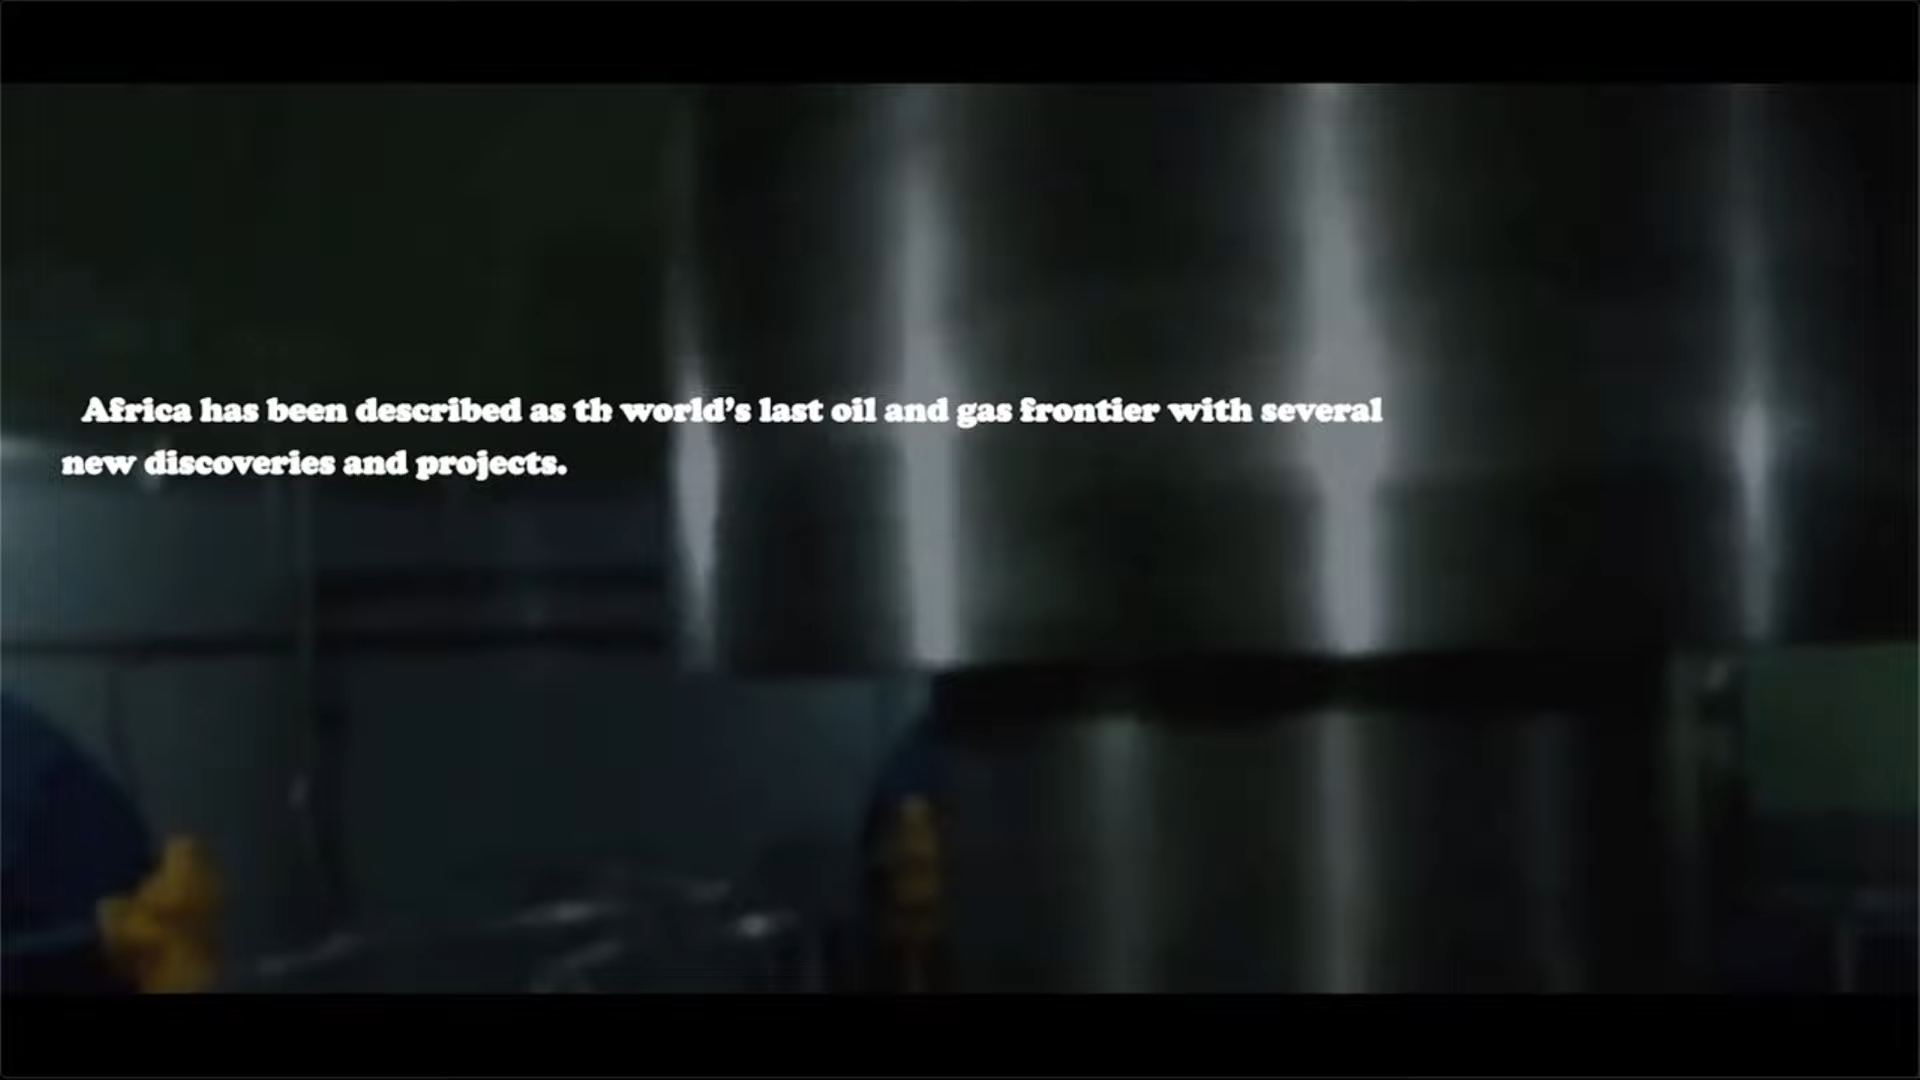 Africa has been described as th world's last oil and gas frontier with several
new discoveries and projects.